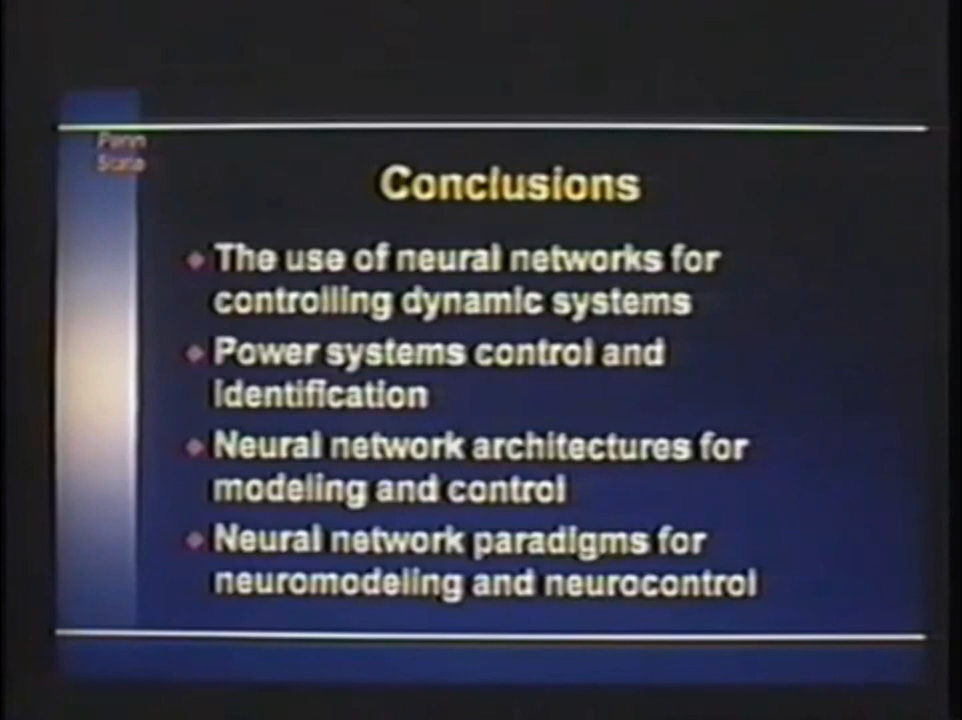 Penn
State
Conclusions
The use of neural networks for
controlling dynamic systems
Power systems control and
identification
Neural network architectures for
modeling and control
Neural network paradigms for
neuromodeling and neurocontrol